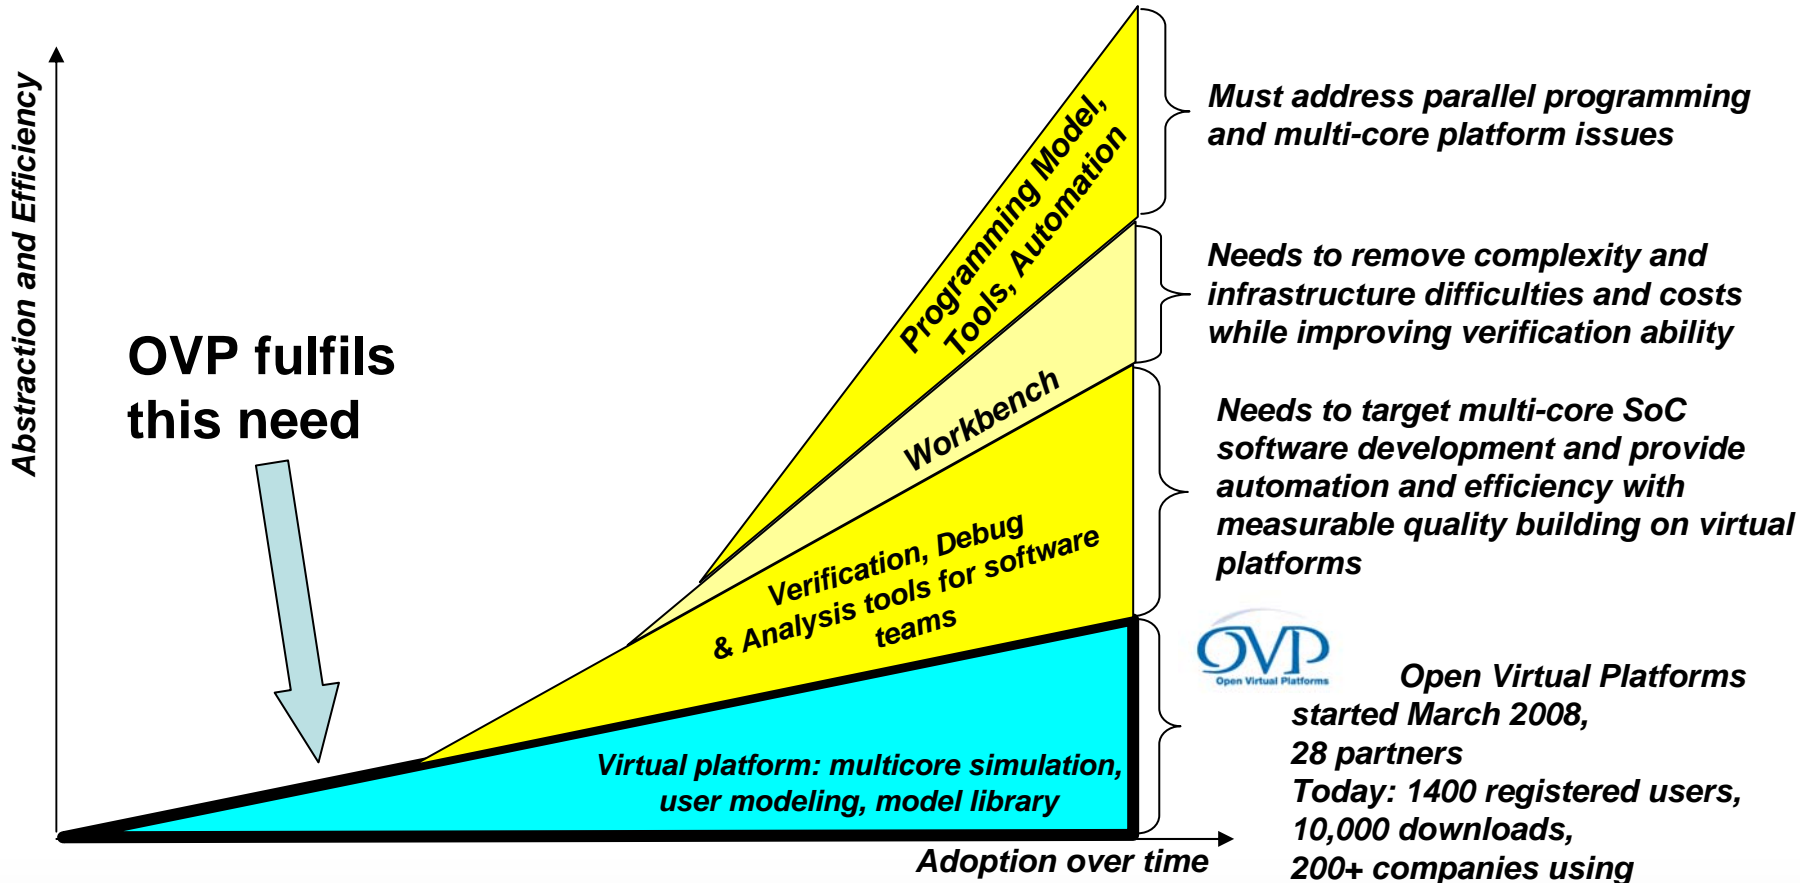 Abstraction and Efficiency
OVP fulfils
this need
Programming Model,
Tools, Automation
Workbench
Verification, Debug
& Analysis tools for software
teams
Virtual platform: multicore simulation,
user modeling, model library
Adoption over time
Must address parallel programming
and multi-core platform issues
Needs to remove complexity and
infrastructure difficulties and costs
while improving verification ability
Needs to target multi-core SoC
software development and provide
automation and efficiency with
measurable quality building on virtual
platforms
OVP
Open Virtual Platforms
Open Virtual Platforms
started March 2008,
28 partners
Today: 1400 registered users,
10,000 downloads,
200+ companies using